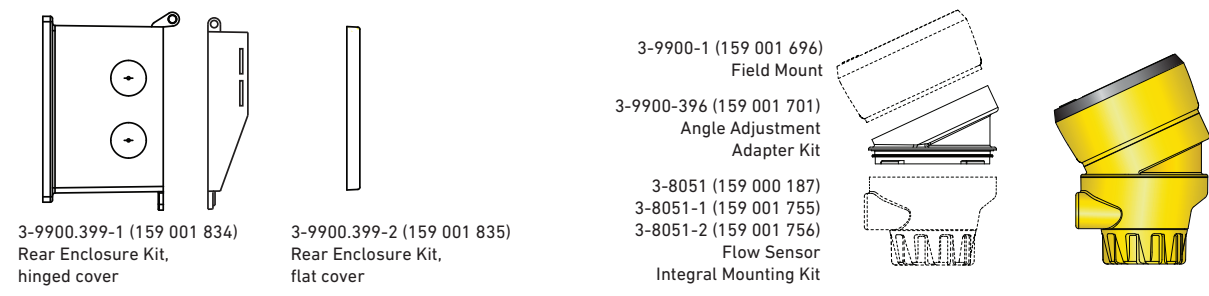 3-9900.399-1 (159 001 834)
Rear Enclosure Kit,
hinged cover
3-9900.399-2 (159 001 835)
Rear Enclosure Kit,
flat cover
3-9900-1 (159 001 696)
Field Mount
3-9900-396 (159 001 701)
Angle Adjustment
Adapter Kit
3-8051 (159 000 187)
3-8051-1 (159 001 755)
3-8051-2 (159 001 756)
Flow Sensor
Integral Mounting Kit